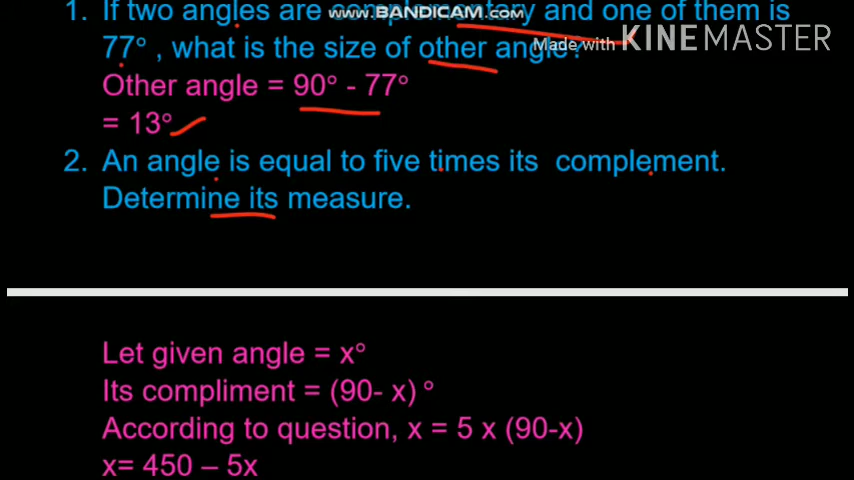 1. If two angles are complementary and one of them is
www.BANDICAM.com
77° , what is the size of other angle?
Made with KINEMASTER
Other angle = 90° - 77°
= 13°
2. An angle is equal to five times its complement.
Determine its measure.
Let given angle = x°
Its compliment = (90- x) °
According to question, x = 5 x (90-x)
x= 450 – 5x